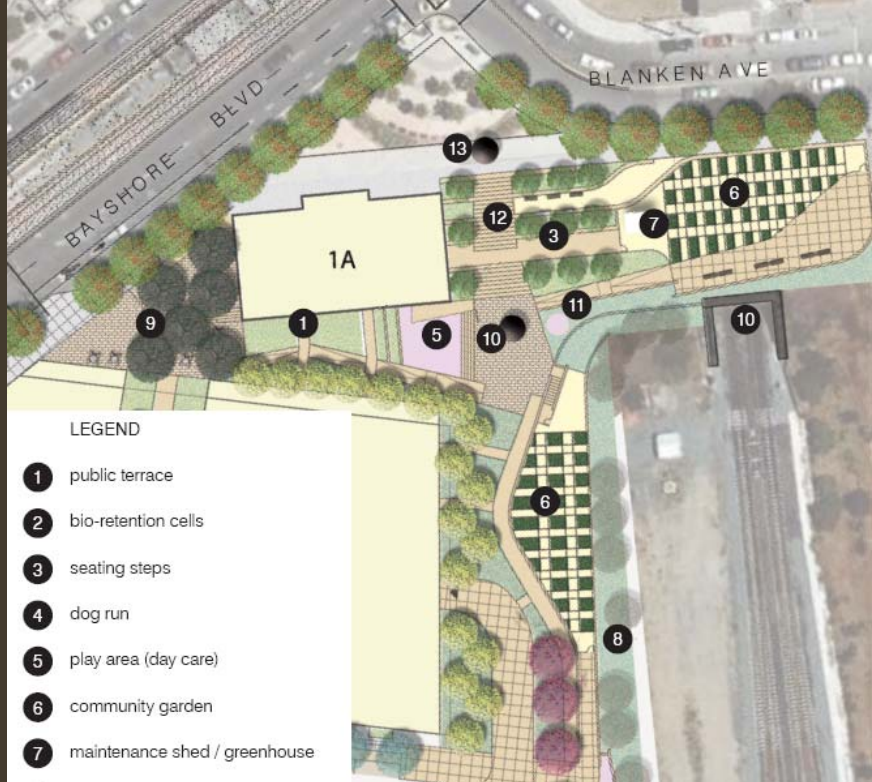 BAYSHORE BLVD
BLANKEN AVE
13
6
12
7
3
1A
11
9
1
5
10
10
6
8
LEGEND
1 public terrace
2 bio-retention cells
3 seating steps
4 dog run
5 play area (day care)
6 community garden
7 maintenance shed / greenhouse